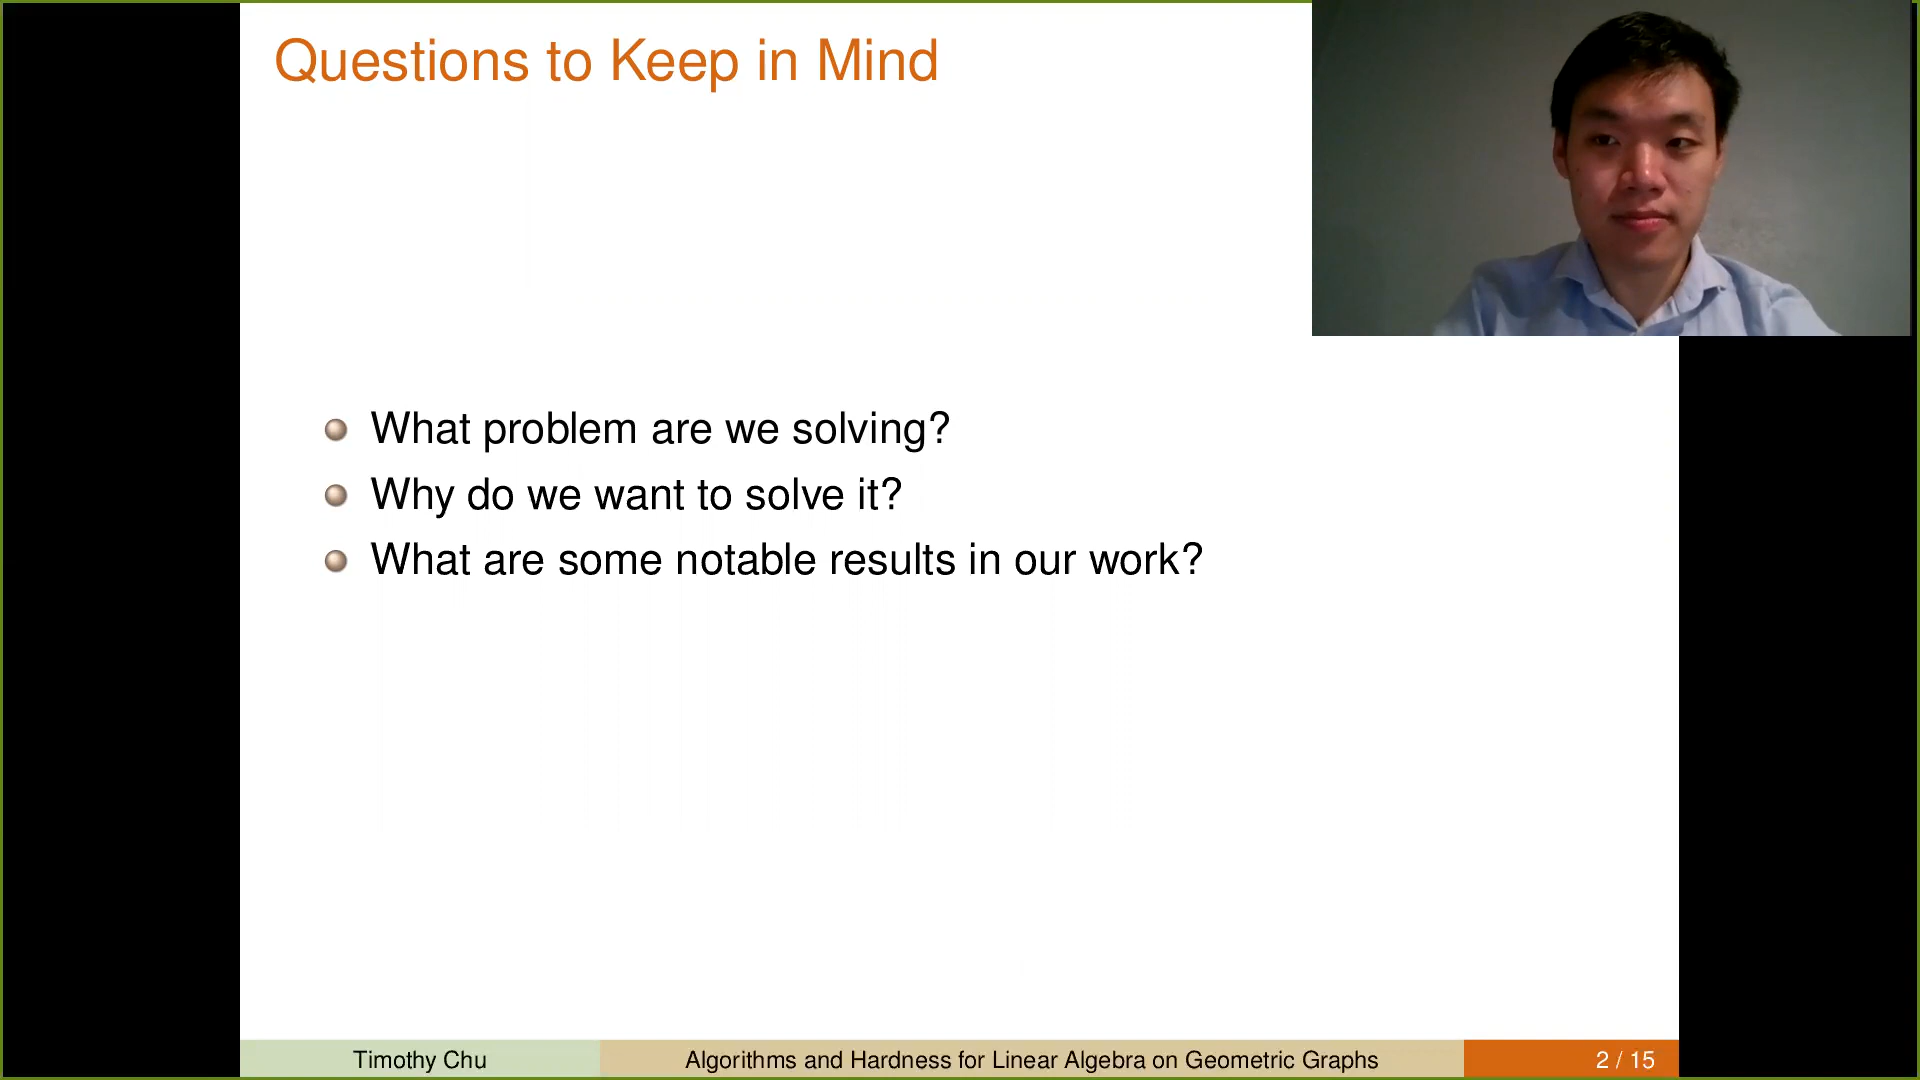 Questions to Keep in Mind
What problem are we solving?
Why do we want to solve it?
What are some notable results in our work?
Timothy Chu
Algorithms and Hardness for Linear Algebra on Geometric Graphs
2 / 15